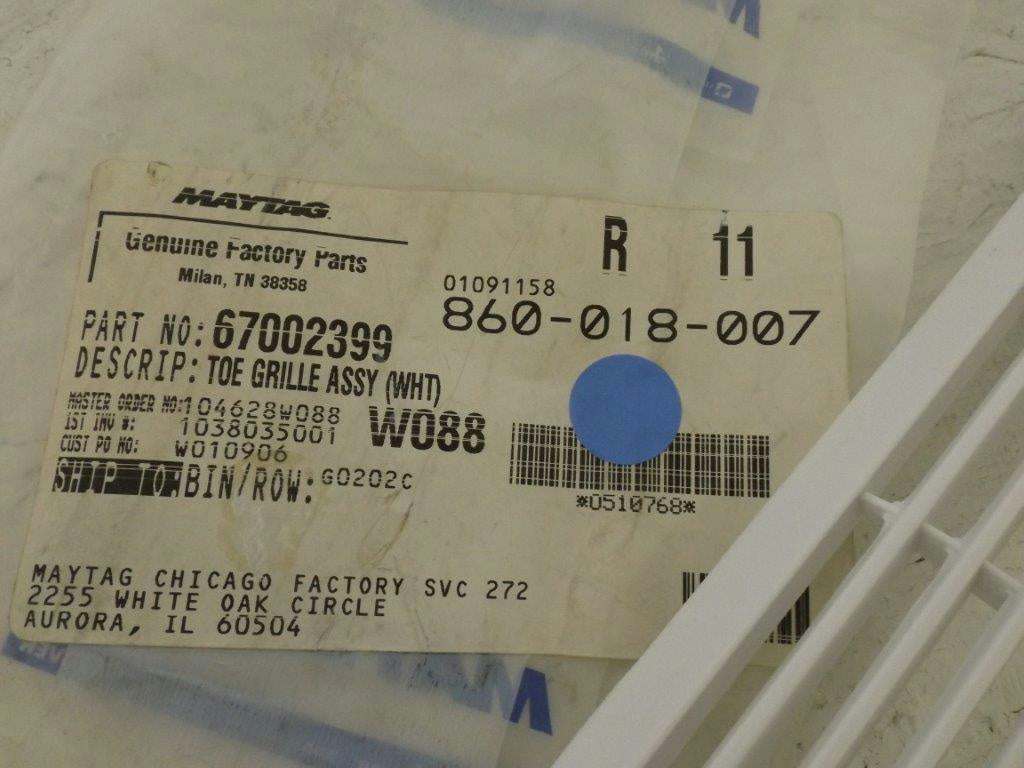 MAYTAG
Genuine Factory Parts
Milan, TN 38358
R 11
01091158
860-018-007
PART NO: 67002399
DESCRIP: TOE GRILLE ASSY (WHT)
MASTER ORDER NO: 104628W088
1ST INV #: 1038035001
W088
CUST PO NO: W010906
SHIP TO: BIN/ROW: G0202C
*0510768*
MAYTAG CHICAGO FACTORY SVC 272
2255 WHITE OAK CIRCLE
AURORA, IL 60504